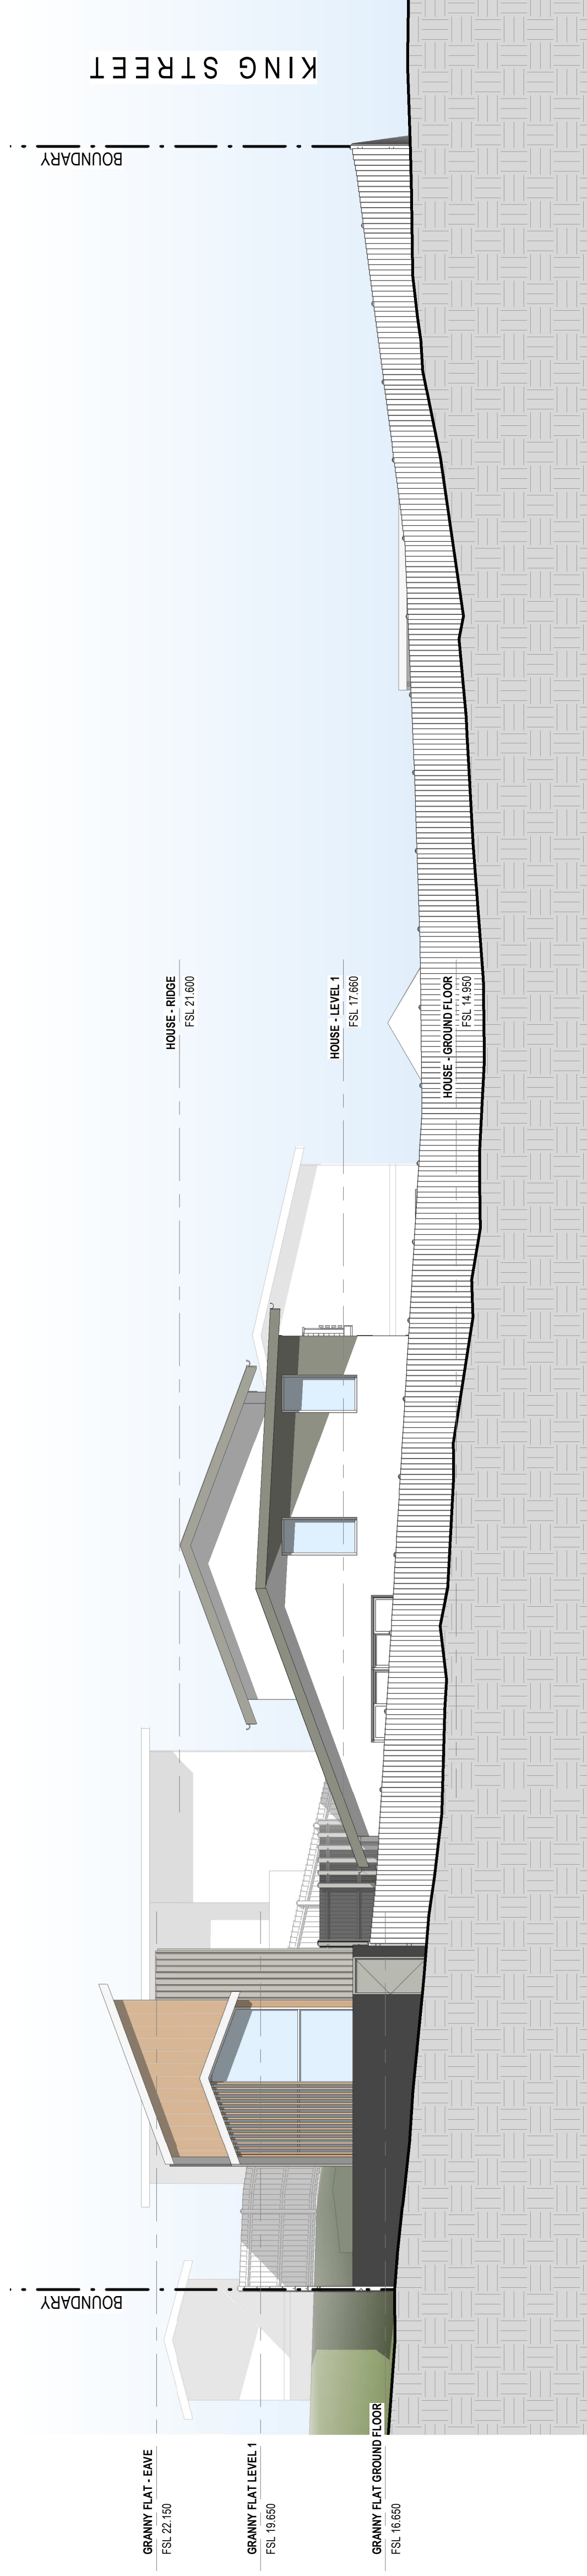 KING STREET
BOUNDARY
HOUSE - RIDGE
FSL 21.600
HOUSE - LEVEL 1
FSL 17.660
HOUSE - GROUND FLOOR
FSL 14.950
BOUNDARY
GRANNY FLAT - EAVE
FSL 22.150
GRANNY FLAT LEVEL 1
FSL 19.650
GRANNY FLAT GROUND FLOOR
FSL 16.650